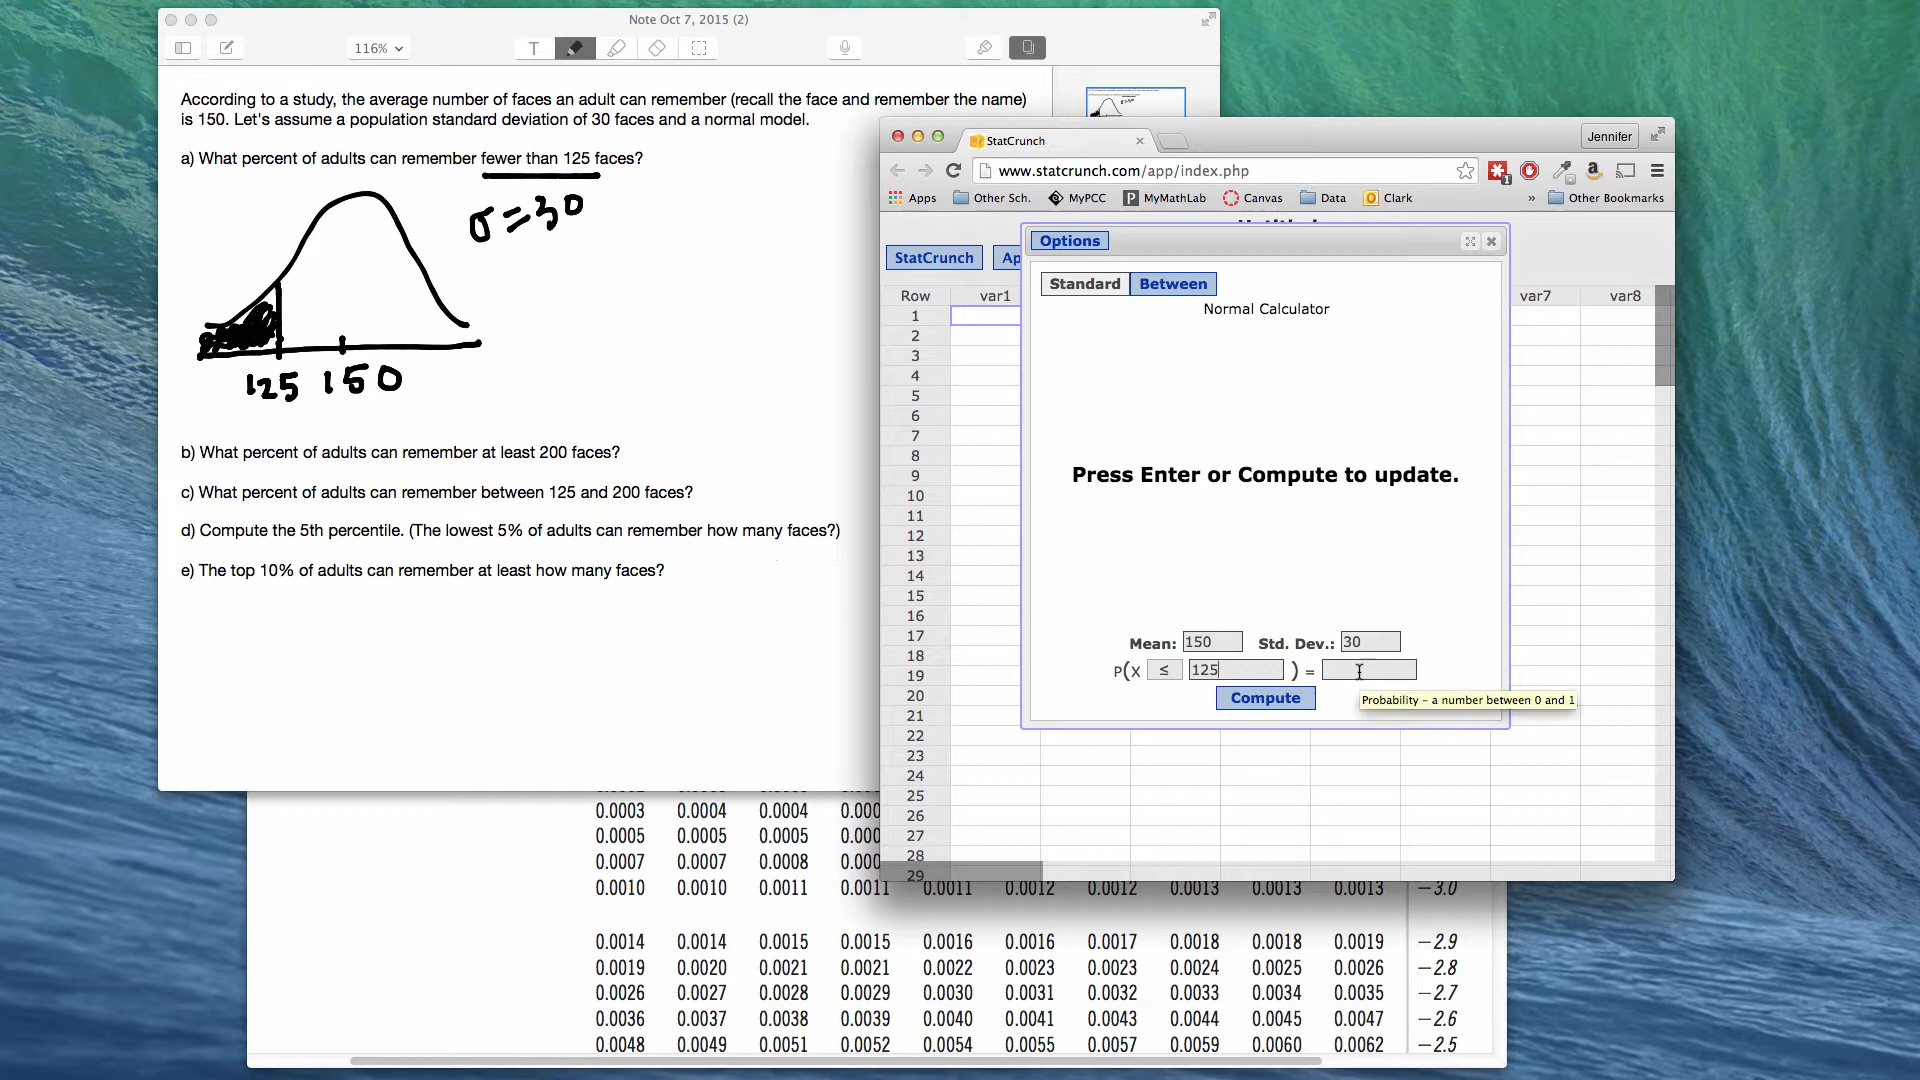 Note Oct 7, 2015 (2)
116%
T
According to a study, the average number of faces an adult can remember (recall the face and remember the name)
is 150. Let's assume a population standard deviation of 30 faces and a normal model.
a) What percent of adults can remember fewer than 125 faces?
σ=30
125 150
b) What percent of adults can remember at least 200 faces?
c) What percent of adults can remember between 125 and 200 faces?
d) Compute the 5th percentile. (The lowest 5% of adults can remember how many faces?)
e) The top 10% of adults can remember at least how many faces?
StatCrunch
Jennifer
www.statcrunch.com/app/index.php
Apps Other Sch. MyPCC MyMathLab Canvas Data Clark » Other Bookmarks
StatCrunch Ap
Options
Row var1 var7 var8
Standard Between
Normal Calculator
Press Enter or Compute to update.
Mean: 150 Std. Dev.: 30
P(X ≤ 125 ) =
Compute
Probability - a number between 0 and 1
1
2
3
4
5
6
7
8
9
10
11
12
13
14
15
16
17
18
19
20
21
22
23
24
25
26
27
28
29
0.0003 0.0004 0.0004
0.0005 0.0005 0.0005
0.0007 0.0007 0.0008
0.0010 0.0010 0.0011 0.0011 0.0011 0.0012 0.0012 0.0013 0.0013 0.0013 −3.0
0.0014 0.0014 0.0015 0.0015 0.0016 0.0016 0.0017 0.0018 0.0018 0.0019 −2.9
0.0019 0.0020 0.0021 0.0021 0.0022 0.0023 0.0023 0.0024 0.0025 0.0026 −2.8
0.0026 0.0027 0.0028 0.0029 0.0030 0.0031 0.0032 0.0033 0.0034 0.0035 −2.7
0.0036 0.0037 0.0038 0.0039 0.0040 0.0041 0.0043 0.0044 0.0045 0.0047 −2.6
0.0048 0.0049 0.0051 0.0052 0.0054 0.0055 0.0057 0.0059 0.0060 0.0062 −2.5